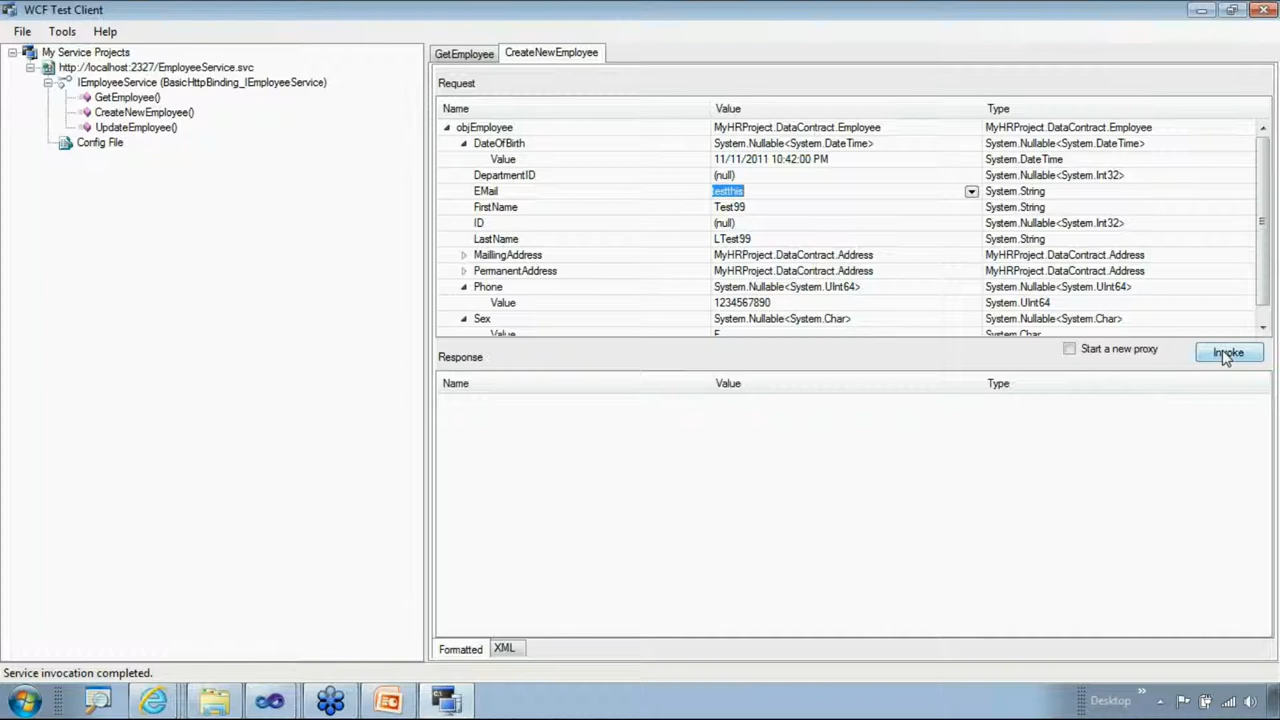 WCF Test Client
File Tools Help
My Service Projects
http://localhost:2327/EmployeeService.svc
IEmployeeService (BasicHttpBinding_IEmployeeService)
GetEmployee()
CreateNewEmployee()
UpdateEmployee()
Config File
GetEmployee CreateNewEmployee
Request
Name Value Type
objEmployee MyHRProject.DataContract.Employee MyHRProject.DataContract.Employee
DateOfBirth System.Nullable<System.DateTime> System.Nullable<System.DateTime>
Value 11/11/2011 10:42:00 PM System.DateTime
DepartmentID (null) System.Nullable<System.Int32>
EMail testthis System.String
FirstName Test99 System.String
ID (null) System.Nullable<System.Int32>
LastName LTest99 System.String
MaillingAddress MyHRProject.DataContract.Address MyHRProject.DataContract.Address
PermanentAddress MyHRProject.DataContract.Address MyHRProject.DataContract.Address
Phone System.Nullable<System.UInt64> System.Nullable<System.UInt64>
Value 1234567890 System.UInt64
Sex System.Nullable<System.Char> System.Nullable<System.Char>
Value F System.Char
Response Start a new proxy Invoke
Name Value Type
Formatted XML
Service invocation completed.
Desktop